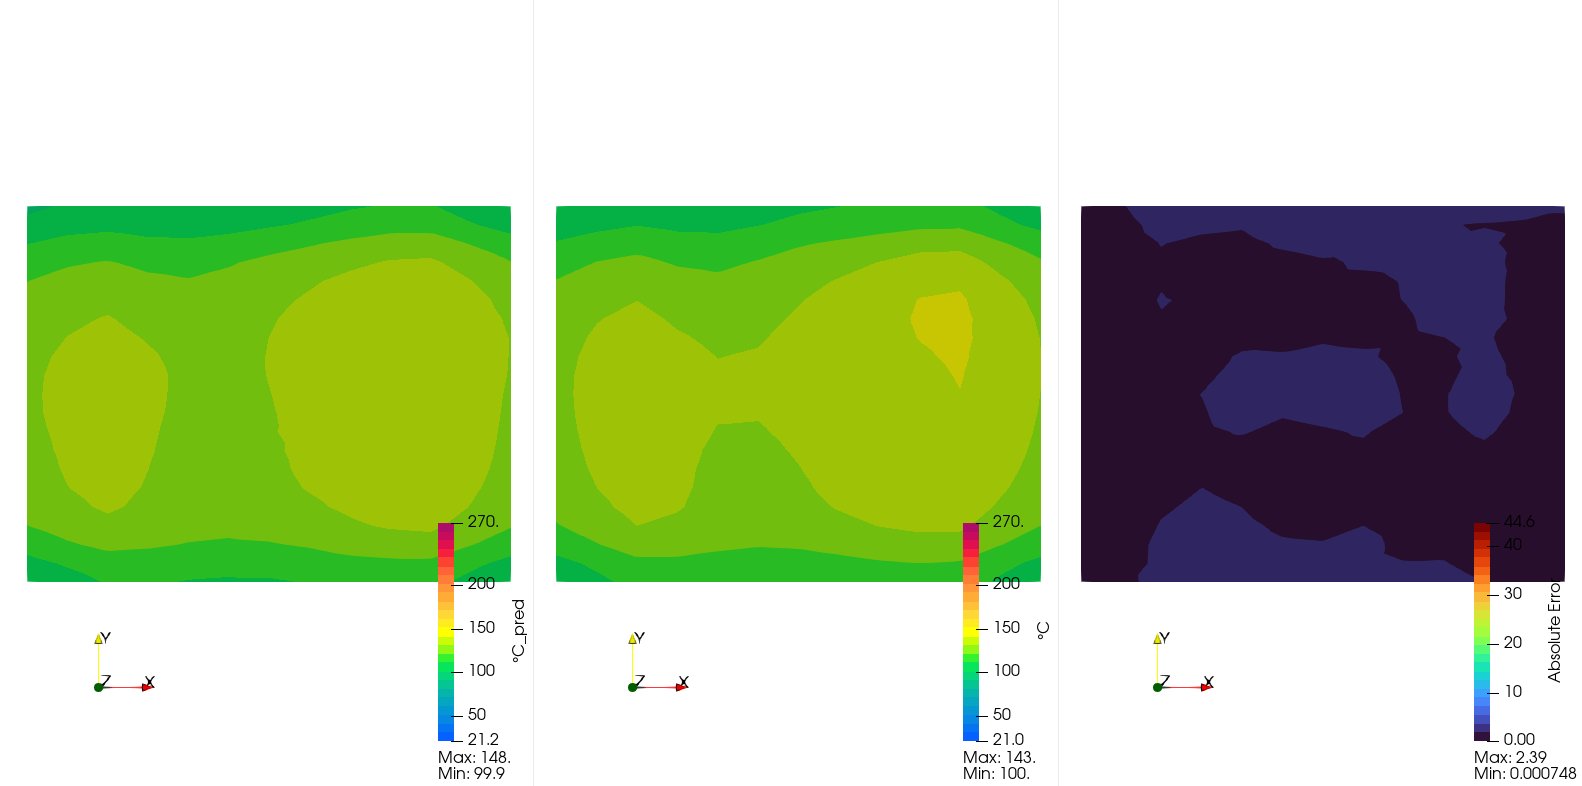 270.
200
150
100
50
21.2
°C_pred
Max: 148.
Min: 99.9
Y
Z
X
270.
200
150
100
50
21.0
°C
Max: 143.
Min: 100.
Y
Z
X
44.6
40
30
20
10
0.00
Absolute Error
Max: 2.39
Min: 0.000748
Y
Z
X